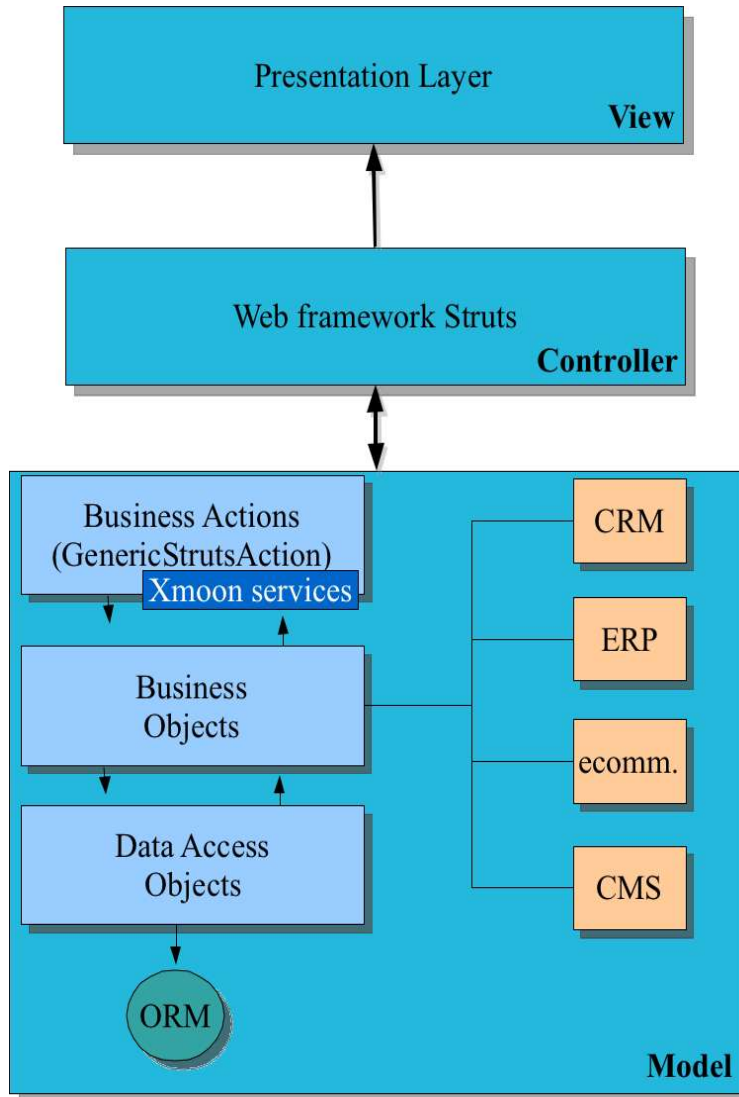 Presentation Layer
View
Web framework Struts
Controller
Business Actions
(GenericStrutsAction)
Xmoon services
Business
Objects
Data Access
Objects
ORM
CRM
ERP
ecomm.
CMS
Model